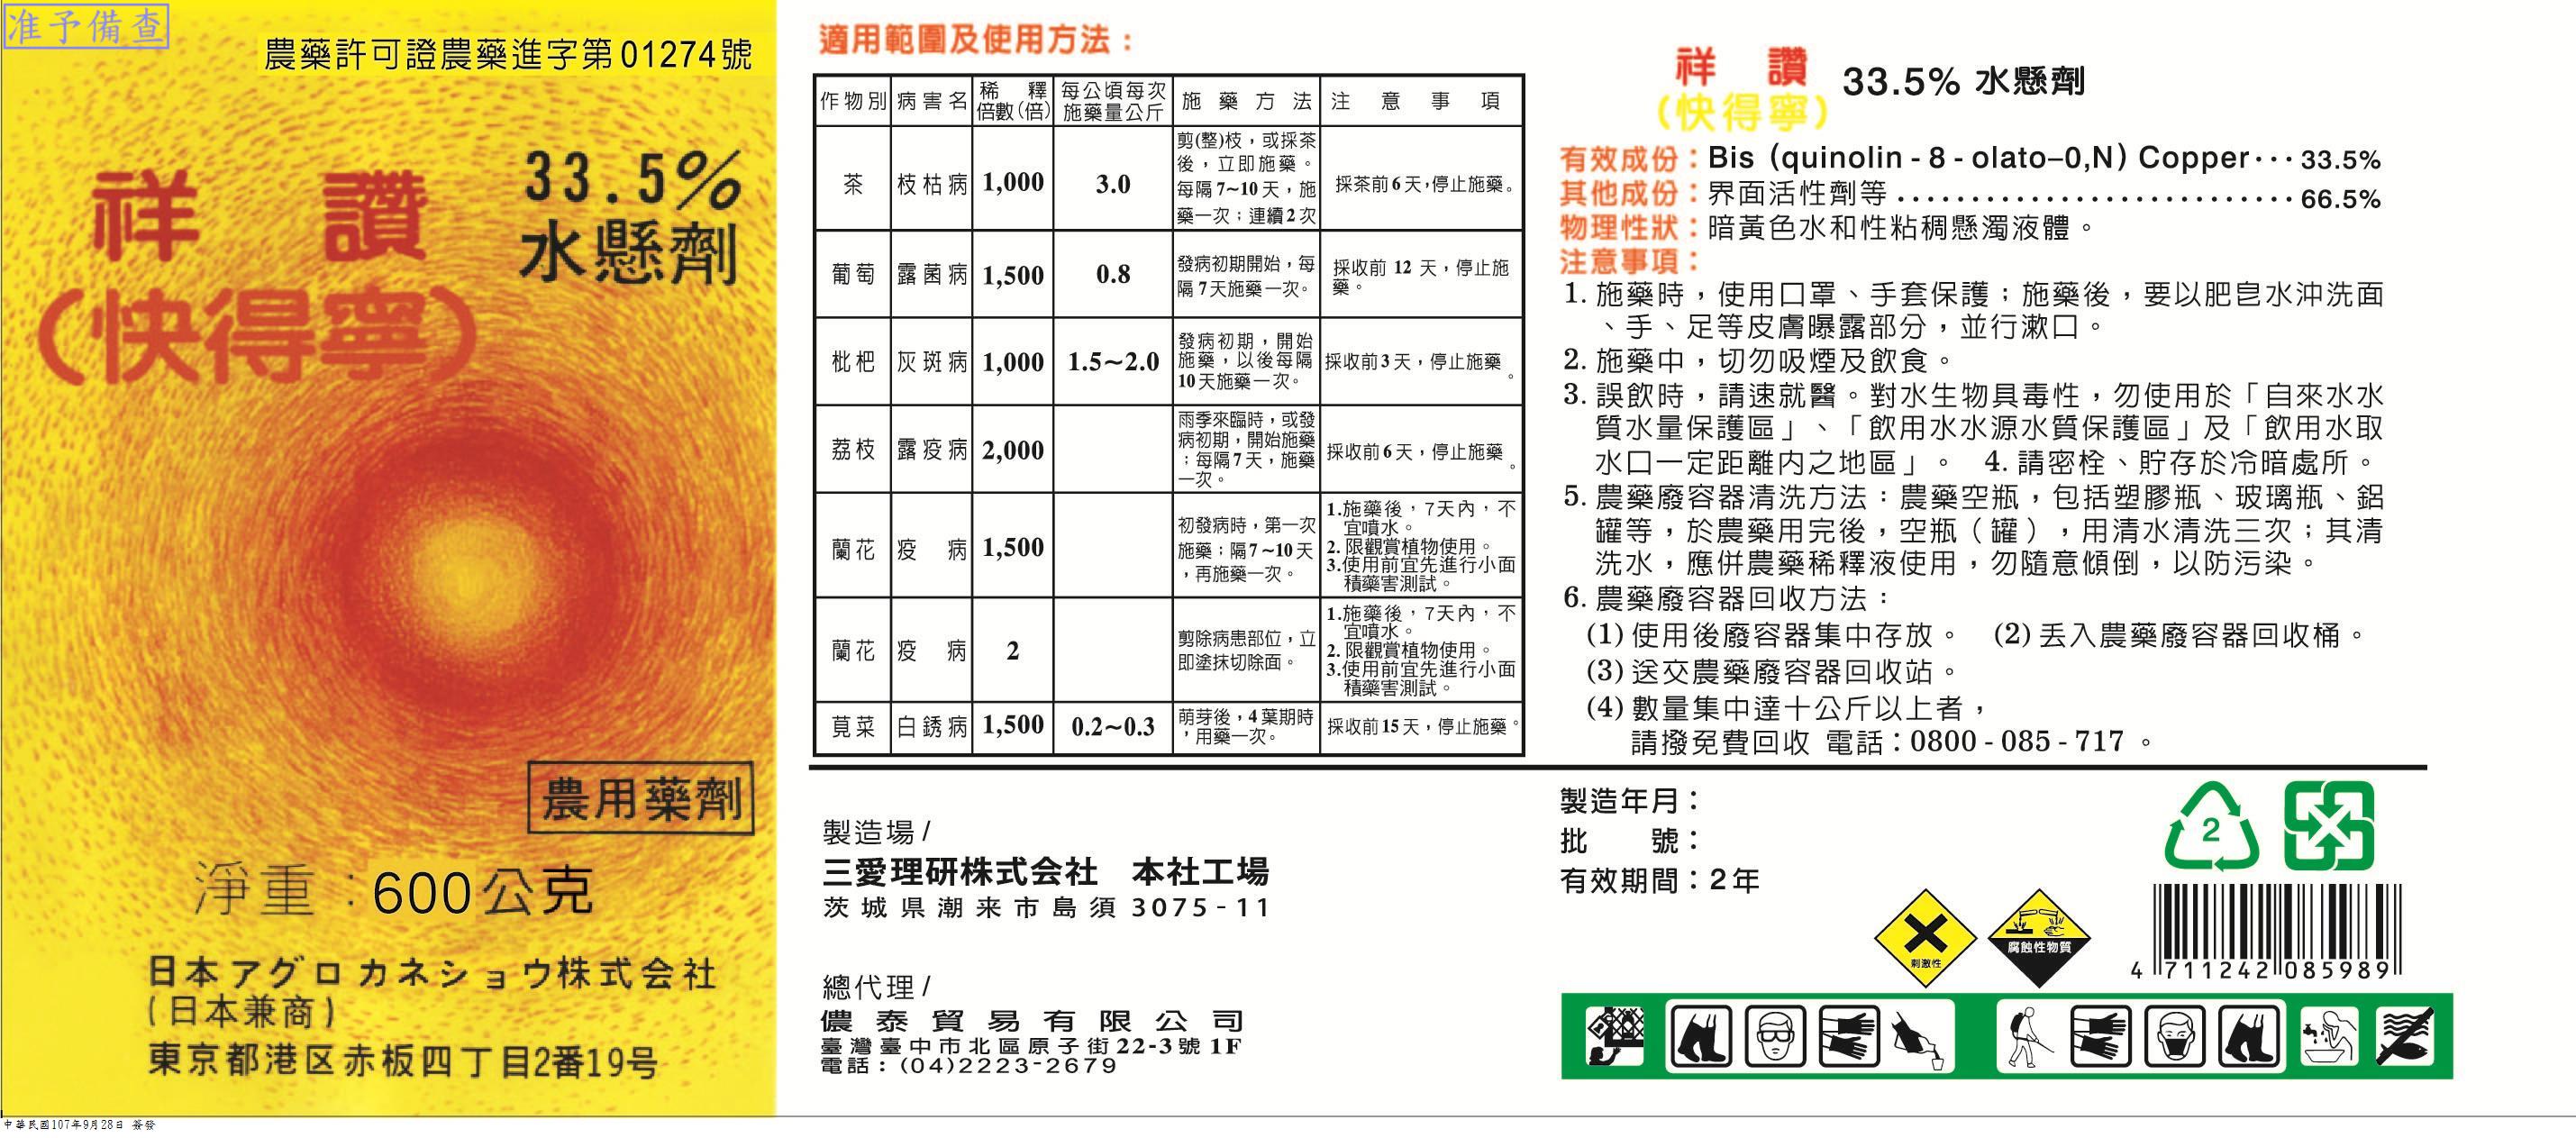 准予備查
農藥許可證農藥進字第01274號
祥 讚
(快得寧)
33.5%
水懸劑
農用藥劑
淨重：600公克
日本アグロ カネショウ株式会社
(日本兼商)
東京都港区赤板四丁目2番19号
中華民國107年9月28日 簽發
適用範圍及使用方法：
作物別 病害名 稀釋倍數(倍) 每公頃每次施藥量公斤 施藥方法 注意事項
茶 枝枯病 1,000 3.0 剪(整)枝，或採茶後，立即施藥。每隔7~10天，施藥一次；連續2次 採茶前6天，停止施藥。
葡萄 露菌病 1,500 0.8 發病初期開始，每隔7天施藥一次。 採收前 12 天，停止施藥。
枇杷 灰斑病 1,000 1.5~2.0 發病初期，開始施藥，以後每隔10天施藥一次。 採收前3天，停止施藥。
荔枝 露疫病 2,000 雨季來臨時，或發病初期，開始施藥；每隔7天，施藥一次。 採收前6天，停止施藥。
蘭花 疫病 1,500 初發病時，第一次施藥；隔7~10天，再施藥一次。 1.施藥後，7天內，不宜噴水。 2.限觀賞植物使用。 3.使用前宜先進行小面積藥害測試。
蘭花 疫病 2 剪除病患部位，立即塗抹切除面。 1.施藥後，7天內，不宜噴水。 2.限觀賞植物使用。 3.使用前宜先進行小面積藥害測試。
莧菜 白銹病 1,500 0.2~0.3 萌芽後，4葉期時，用藥一次。 採收前15天，停止施藥。
製造場/
三愛理研株式会社 本社工場
茨城県潮来市島須3075-11
總代理/
儂泰貿易有限公司
臺灣臺中市北區原子街22-3號1F
電話：(04)2223-2679
祥 讚
(快得寧)
33.5% 水懸劑
有效成份：Bis (quinolin - 8 - olato–0,N) Copper··· 33.5%
其他成份：界面活性劑等 ........................... 66.5%
物理性狀：暗黃色水和性粘稠懸濁液體。
注意事項：
1. 施藥時，使用口罩、手套保護；施藥後，要以肥皂水沖洗面
、手、足等皮膚曝露部分，並行漱口。
2. 施藥中，切勿吸煙及飲食。
3. 誤飲時，請速就醫。對水生物具毒性，勿使用於「自來水水
質水量保護區」、「飲用水水源水質保護區」及「飲用水取
水口一定距離內之地區」。 4. 請密栓、貯存於冷暗處所。
5. 農藥廢容器清洗方法：農藥空瓶，包括塑膠瓶、玻璃瓶、鋁
罐等，於農藥用完後，空瓶（罐），用清水清洗三次；其清
洗水，應併農藥稀釋液使用，勿隨意傾倒，以防污染。
6. 農藥廢容器回收方法：
(1) 使用後廢容器集中存放。 (2) 丢入農藥廢容器回收桶。
(3) 送交農藥廢容器回收站。
(4) 數量集中達十公斤以上者，
請撥免費回收 電話：0800 - 085 - 717 。
製造年月：
批 號：
有效期間：2年
2
刺激性
腐蝕性物質
4 711242 085989